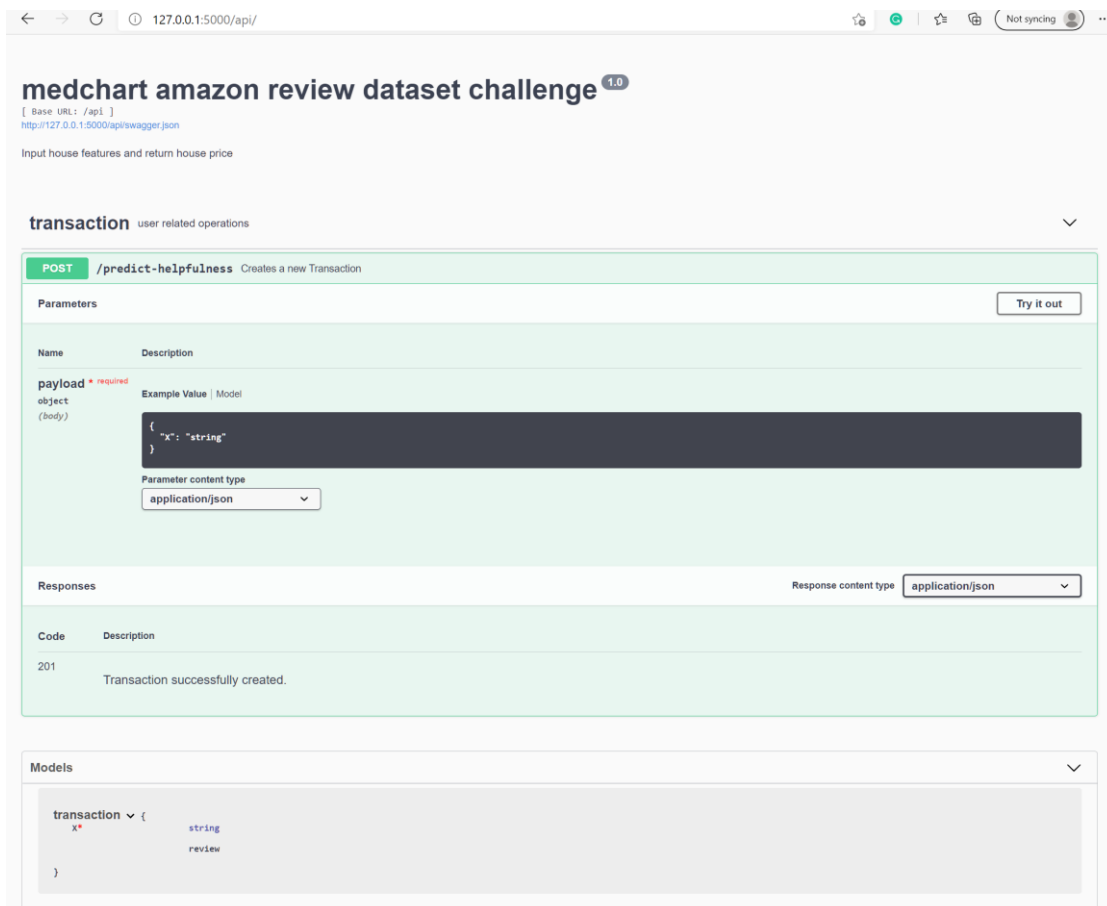 127.0.0.1:5000/api/
Not syncing
medchart amazon review dataset challenge 1.0
[ Base URL: /api ]
http://127.0.0.1:5000/api/swagger.json
Input house features and return house price
transaction user related operations
POST /predict-helpfulness Creates a new Transaction
Parameters
Try it out
Name Description
payload * required
object
(body)
Example Value | Model
{
"X": "string"
}
Parameter content type
application/json
Responses
Response content type application/json
Code Description
201
Transaction successfully created.
Models
transaction {
X* string
review
}